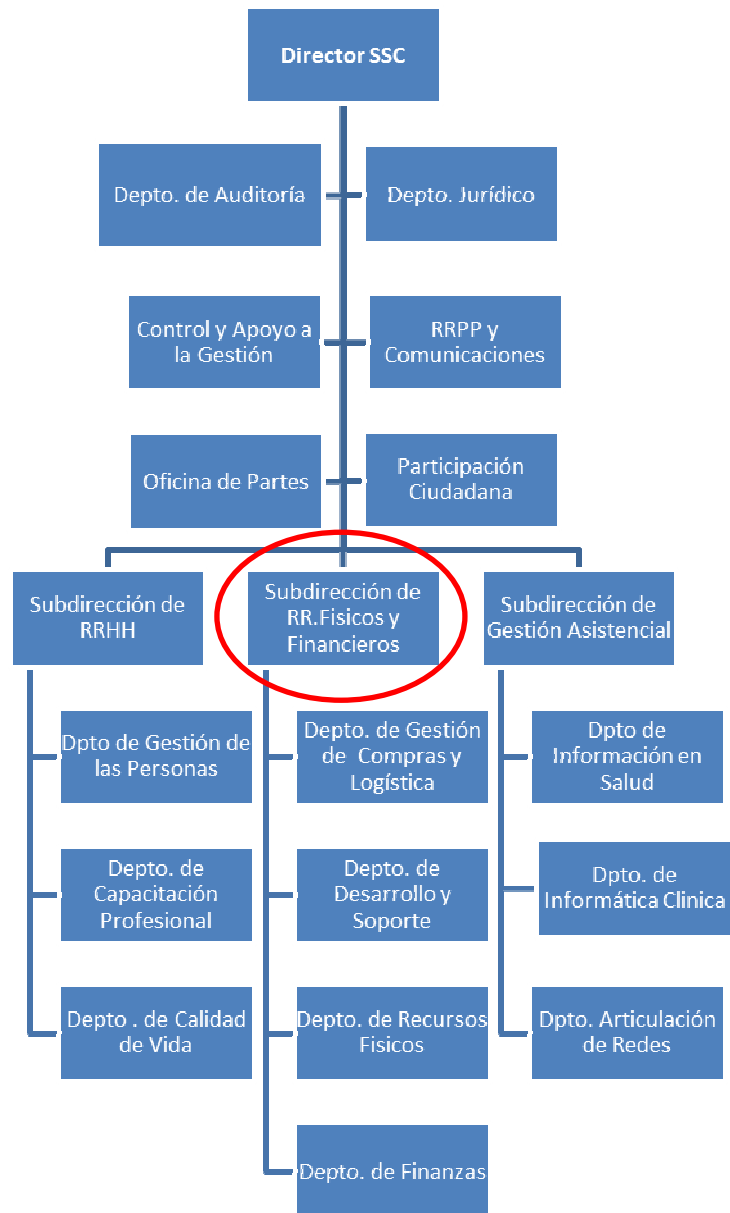 Director SSC
Depto. de Auditoría
Depto. Jurídico
Control y Apoyo a
la Gestión
RRPP y
Comunicaciones
Oficina de Partes
Participación
Ciudadana
Subdirección de
RRHH
Subdirección de
RR.Fisicos y
Financieros
Subdirección de
Gestión Asistencial
Dpto de Gestión de
las Personas
Depto. de
Capacitación
Profesional
Depto . de Calidad
de Vida
Depto. de Gestión
de Compras y
Logística
Depto. de
Desarrollo y
Soporte
Depto. de Recursos
Fisicos
Depto. de Finanzas
Dpto de
Información en
Salud
Dpto. de
Informática Clinica
Dpto. Articulación
de Redes